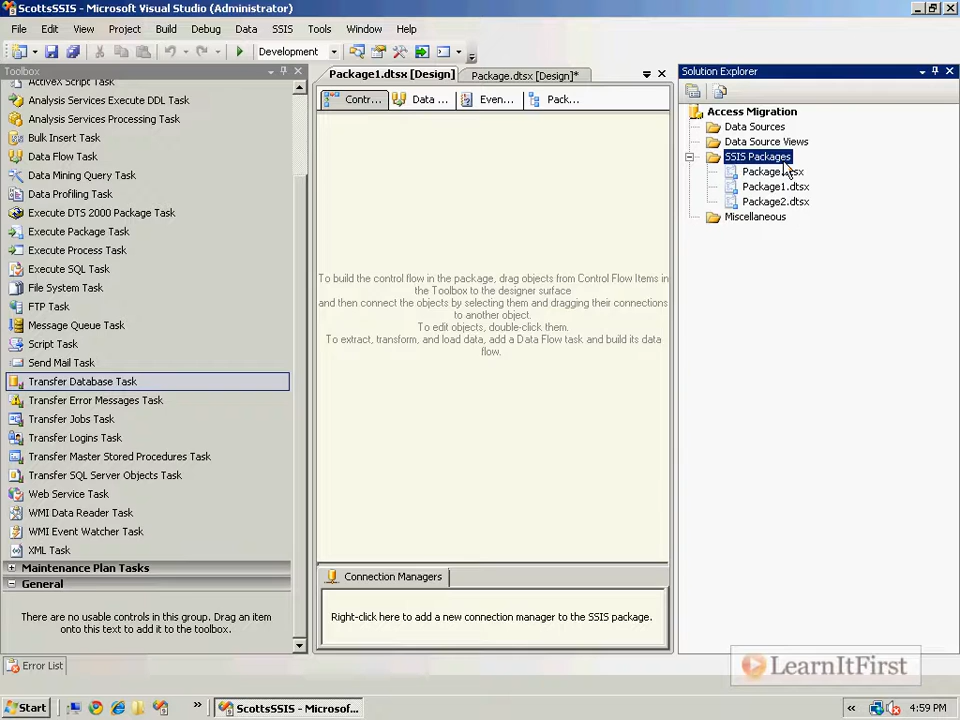 ScottsSSIS - Microsoft Visual Studio (Administrator)
File Edit View Project Build Debug Data SSIS Tools Window Help
Development
Toolbox
ActiveX Script Task
Analysis Services Execute DDL Task
Analysis Services Processing Task
Bulk Insert Task
Data Flow Task
Data Mining Query Task
Data Profiling Task
Execute DTS 2000 Package Task
Execute Package Task
Execute Process Task
Execute SQL Task
File System Task
FTP Task
Message Queue Task
Script Task
Send Mail Task
Transfer Database Task
Transfer Error Messages Task
Transfer Jobs Task
Transfer Logins Task
Transfer Master Stored Procedures Task
Transfer SQL Server Objects Task
Web Service Task
WMI Data Reader Task
WMI Event Watcher Task
XML Task
Maintenance Plan Tasks
General
There are no usable controls in this group. Drag an item
onto this text to add it to the toolbox.
Package1.dtsx [Design] Package.dtsx [Design]*
Contr... Data ... Even... Pack...
To build the control flow in the package, drag objects from Control Flow Items in
the Toolbox to the designer surface
and then connect the objects by selecting them and dragging their connections
to another object.
To edit objects, double-click them.
To extract, transform, and load data, add a Data Flow task and build its data
flow.
Connection Managers
Right-click here to add a new connection manager to the SSIS package.
Solution Explorer
Access Migration
Data Sources
Data Source Views
SSIS Packages
Package.dtsx
Package1.dtsx
Package2.dtsx
Miscellaneous
Error List
LearnItFirst
Start
»
ScottsSSIS - Microsof...
«
4:59 PM